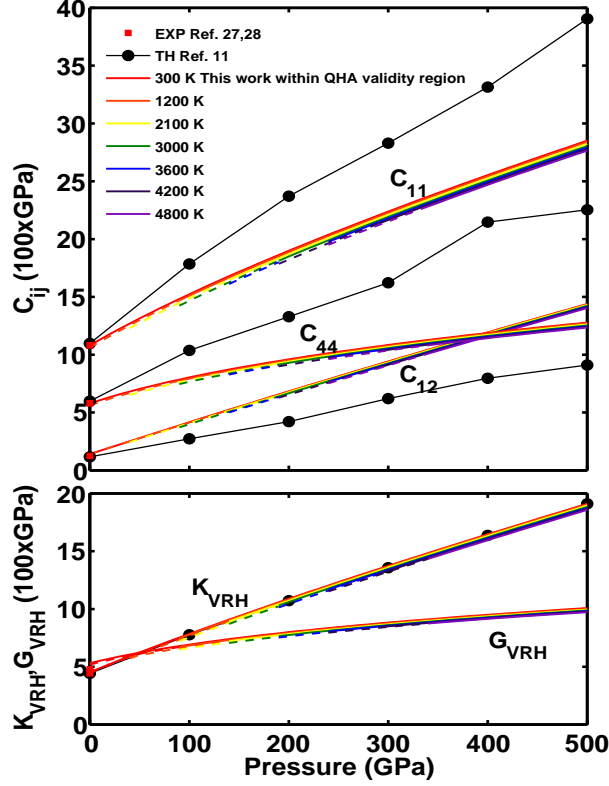 40
35
30
25
20
15
10
5
0
C_ij (100xGPa)
EXP Ref. 27,28
TH Ref. 11
300 K This work within QHA validity region
1200 K
2100 K
3000 K
3600 K
4200 K
4800 K
C_11
C_44
C_12
20
15
10
5
0
K_VRH,G_VRH (100xGPa)
K_VRH
G_VRH
0 100 200 300 400 500
Pressure (GPa)